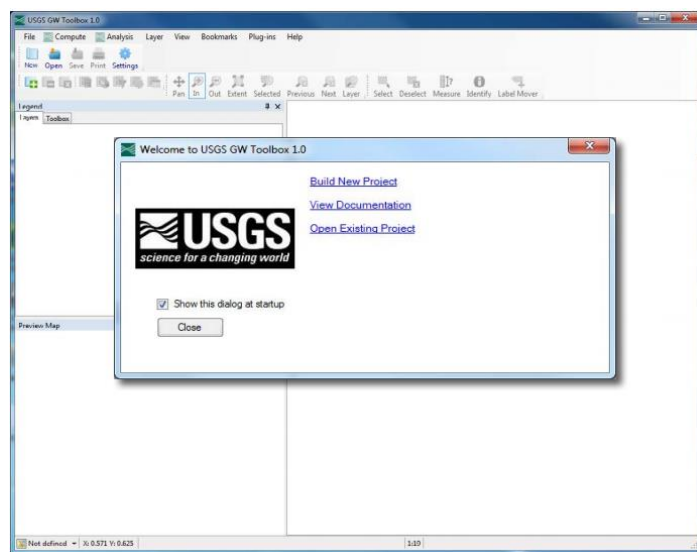 USGS GW Toolbox 1.0
File Compute Analysis Layer View Bookmarks Plug-ins Help
New Open Save Print Settings
Pan In Out Extent Selected Previous Next Layer Select Deselect Measure Identify Label Mover
Legend
Layers Toolbox
Welcome to USGS GW Toolbox 1.0
Build New Project
View Documentation
Open Existing Project
USGS
science for a changing world
Show this dialog at startup
Close
Preview Map
Not defined X: 0.571 Y: 0.625 1:19